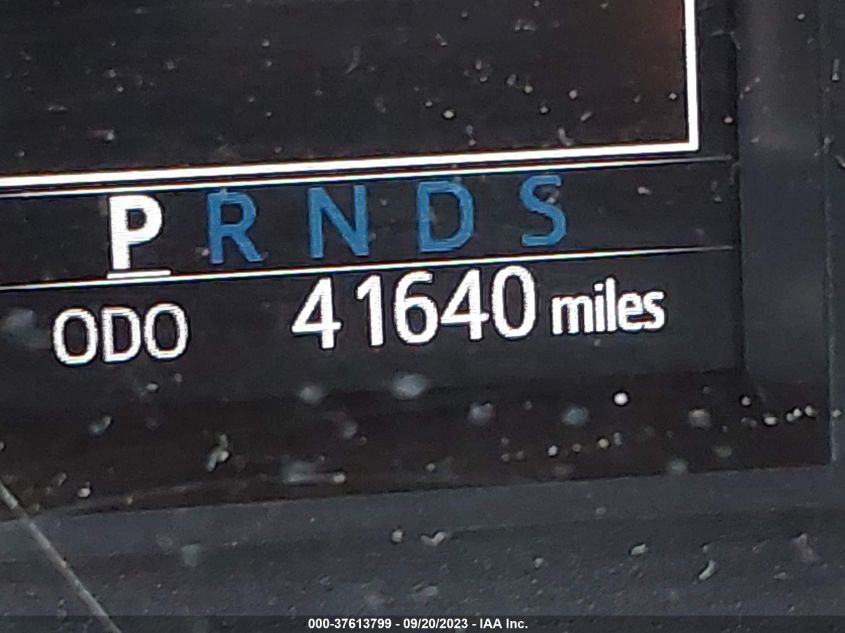 P R N D S
ODO 41640 miles
000-37613799 - 09/20/2023 - IAA Inc.